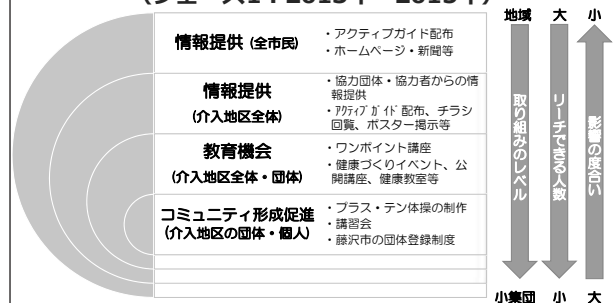 情報提供 (全市民)
・アクティブガイド配布
・ホームページ・新聞等
情報提供
(介入地区全体)
・協力団体・協力者からの情
報提供
・ｱｸﾃｨﾌﾞｶﾞｲﾄﾞ配布、チラシ
回覧、ポスター掲示等
教育機会
(介入地区全体・団体)
・ワンポイント講座
・健康づくりイベント、公
開講座、健康教室等
コミュニティ形成促進
(介入地区の団体・個人)
・プラス・テン体操の制作
・講習会
・藤沢市の団体登録制度
地域 大 小
取り組みのレベル
リーチできる人数
影響の度合い
小集団 小 大